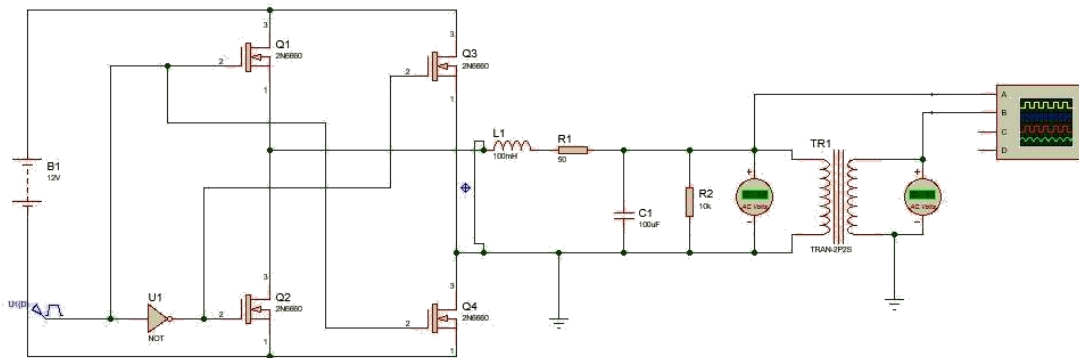 3
Q1
2N6660
2
1
3
Q3
2N6660
2
1
B1
12V
L1
100mH
R1
50
C1
100uF
R2
10k
+
AC Volts
−
TR1
TRAN-2P2S
+
AC Volts
−
A
B
C
D
U1(D)
U1
NOT
3
Q2
2N6660
2
1
3
Q4
2N6660
2
1